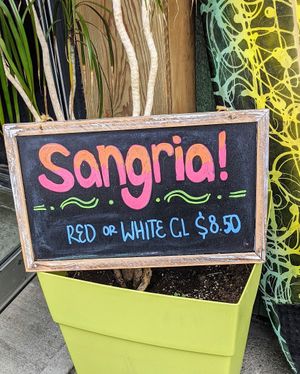 Sangria!
RED OR WHITE GL $8.50